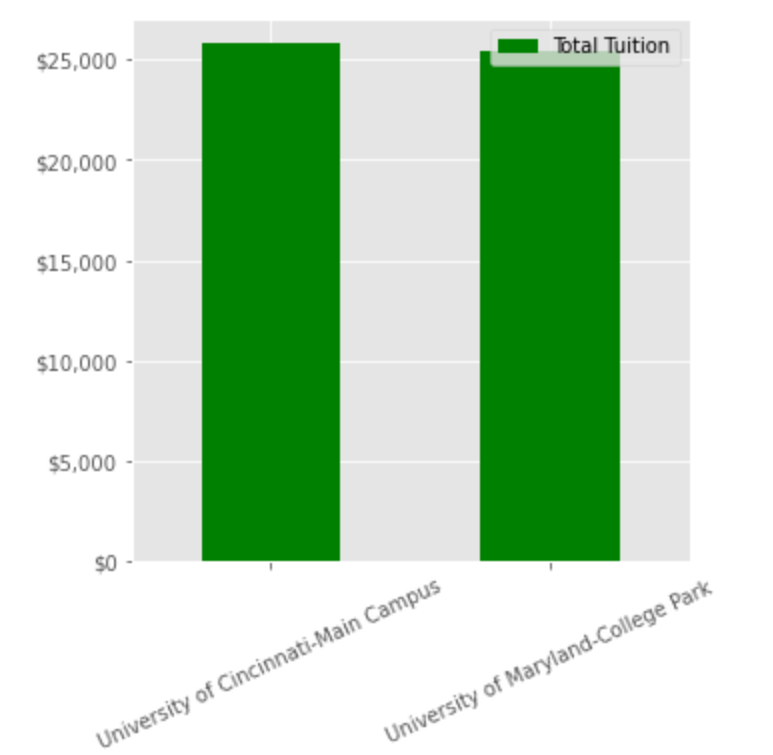 Total Tuition
$25,000
$20,000
$15,000
$10,000
$5,000
$0
University of Cincinnati-Main Campus
University of Maryland-College Park